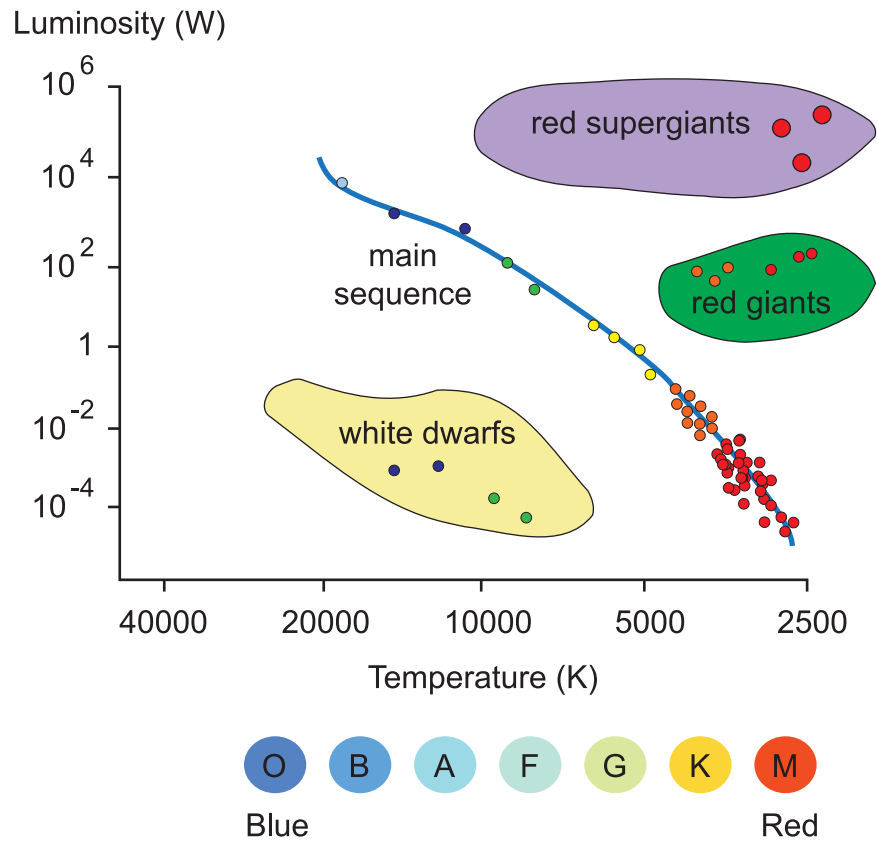 Luminosity (W)
10^6
10^4
10^2
1
10^-2
10^-4
red supergiants
main
sequence
red giants
white dwarfs
40000 20000 10000 5000 2500
Temperature (K)
O B A F G K M
Blue Red